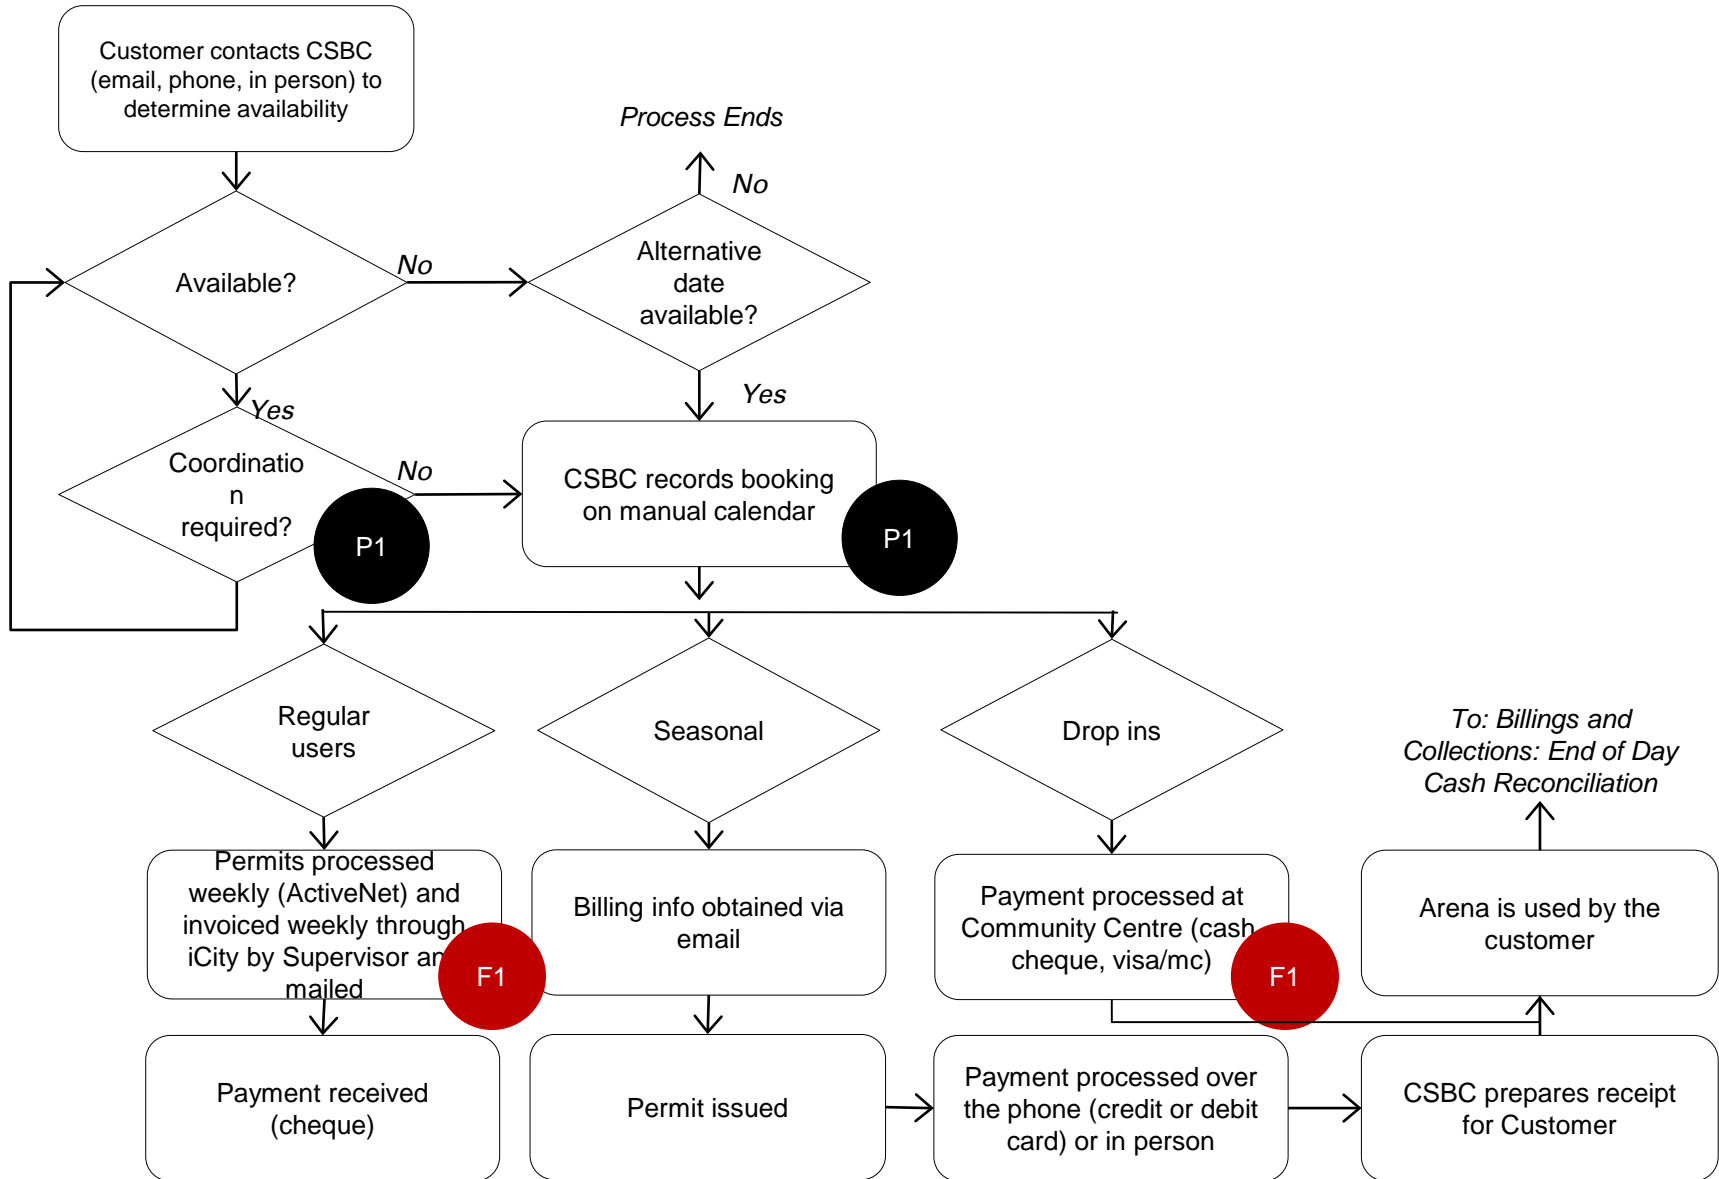 Customer contacts CSBC
(email, phone, in person) to
determine availability
Process Ends
No
Available?
No
Alternative
date
available?
Yes
Yes
Coordinatio
n
required?
No
P1
CSBC records booking
on manual calendar
P1
Regular
users
Seasonal
Drop ins
To: Billings and
Collections: End of Day
Cash Reconciliation
Permits processed
weekly (ActiveNet) and
invoiced weekly through
iCity by Supervisor and
mailed
F1
Billing info obtained via
email
Payment processed at
Community Centre (cash,
cheque, visa/mc)
F1
Arena is used by the
customer
Payment received
(cheque)
Permit issued
Payment processed over
the phone (credit or debit
card) or in person
CSBC prepares receipt
for Customer